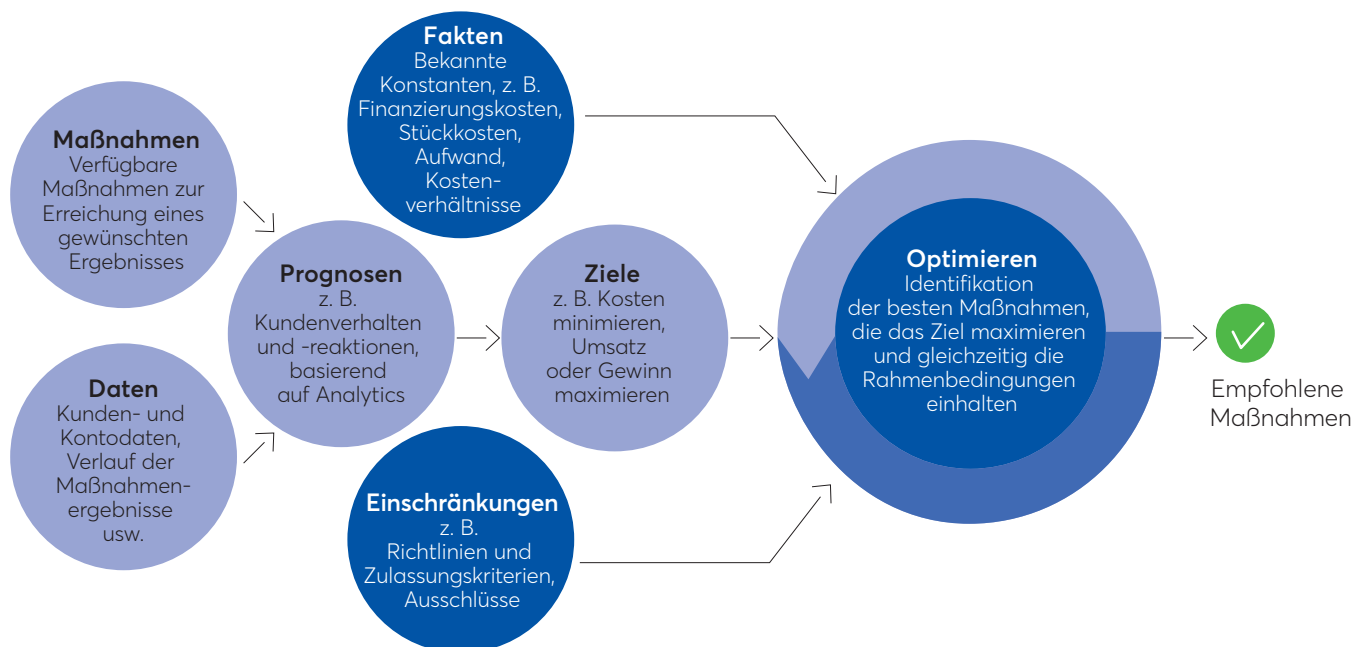 Maßnahmen
Verfügbare
Maßnahmen zur
Erreichung eines
gewünschten
Ergebnisses
Daten
Kunden- und
Kontodaten,
Verlauf der
Maßnahmen-
ergebnisse
usw.
Prognosen
z. B.
Kundenverhalten
und -reaktionen,
basierend
auf Analytics
Fakten
Bekannte
Konstanten, z. B.
Finanzierungskosten,
Stückkosten,
Aufwand,
Kosten-
verhältnisse
Ziele
z. B. Kosten
minimieren,
Umsatz
oder Gewinn
maximieren
Einschränkungen
z. B.
Richtlinien und
Zulassungskriterien,
Ausschlüsse
Optimieren
Identifikation
der besten Maßnahmen,
die das Ziel maximieren
und gleichzeitig die
Rahmenbedingungen
einhalten
Empfohlene
Maßnahmen